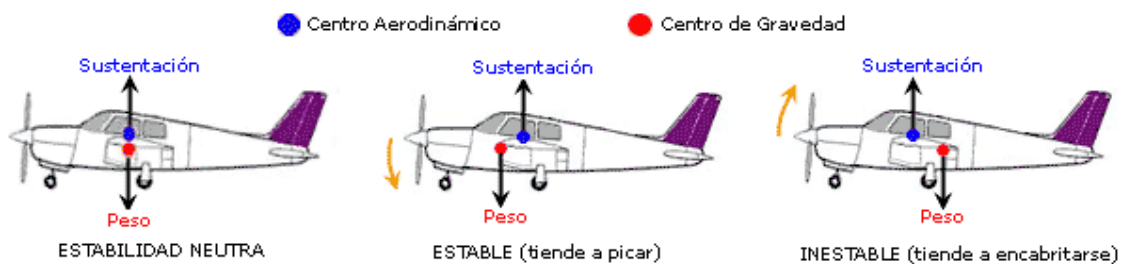 Centro Aerodinámico Centro de Gravedad
Sustentación Sustentación Sustentación
Peso Peso Peso
ESTABILIDAD NEUTRA ESTABLE (tiende a picar) INESTABLE (tiende a encabritarse)